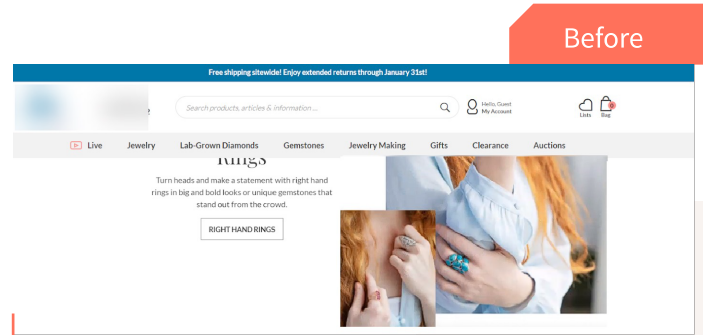 Before
Free shipping sitewide! Enjoy extended returns through January 31st!
Search products, articles & information ...
Hello, Guest
My Account
Lists
Bag
0
Live
Jewelry
Lab-Grown Diamonds
Gemstones
Jewelry Making
Gifts
Clearance
Auctions
Rings
Turn heads and make a statement with right hand
rings in big and bold looks or unique gemstones that
stand out from the crowd.
RIGHT HAND RINGS